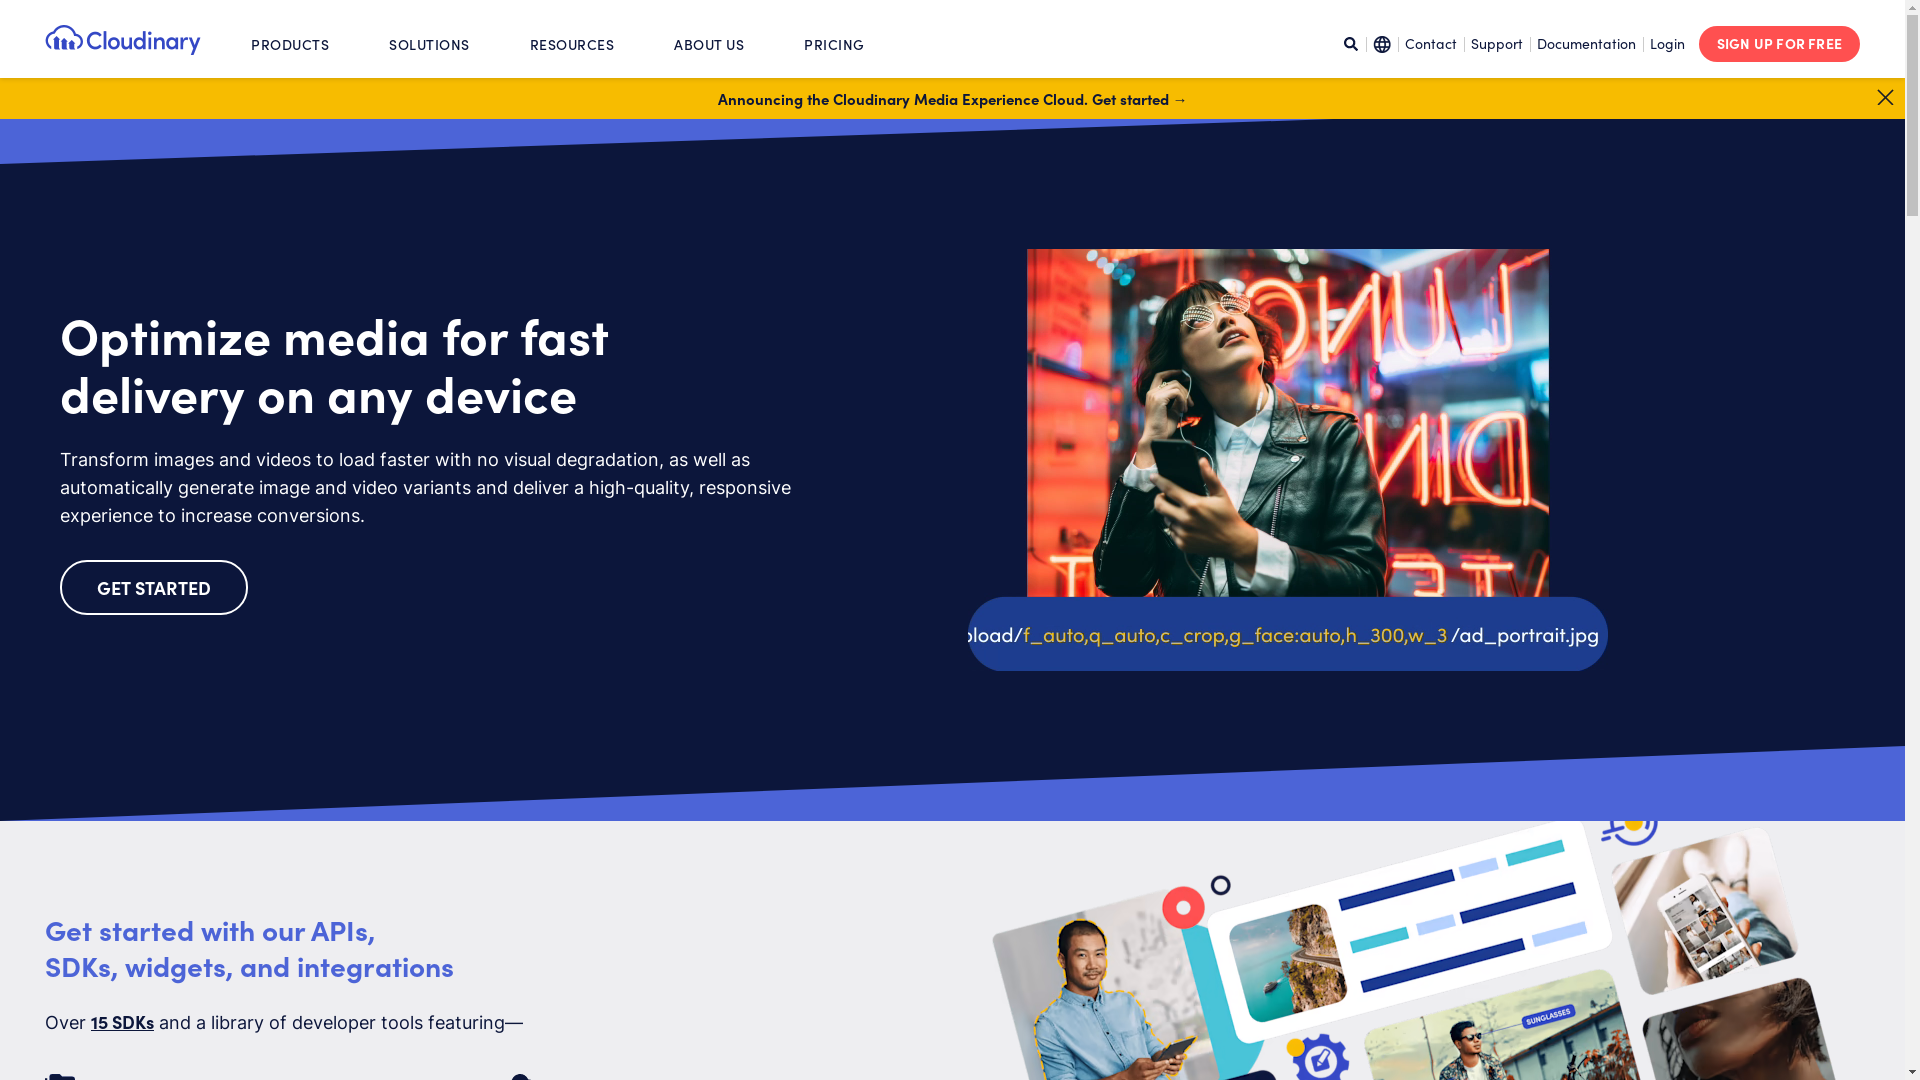 Cloudinary
PRODUCTS
SOLUTIONS
RESOURCES
ABOUT US
PRICING
Contact
Support
Documentation
Login
SIGN UP FOR FREE
Announcing the Cloudinary Media Experience Cloud. Get started →
Optimize media for fast
delivery on any device
Transform images and videos to load faster with no visual degradation, as well as
automatically generate image and video variants and deliver a high-quality, responsive
experience to increase conversions.
GET STARTED
load/f_auto,q_auto,c_crop,g_face:auto,h_300,w_3 /ad_portrait.jpg
Get started with our APIs,
SDKs, widgets, and integrations
Over 15 SDKs and a library of developer tools featuring—
SUNGLASSES